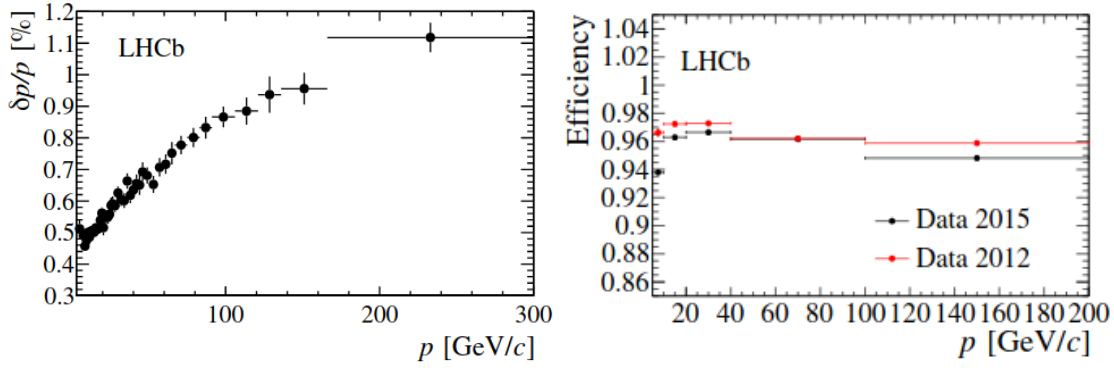 δp/p [%]
LHCb
1.2
1.1
1
0.9
0.8
0.7
0.6
0.5
0.4
0.3
100
200
300
p [GeV/c]
Efficiency
LHCb
1.04
1.02
1
0.98
0.96
0.94
0.92
0.9
0.88
0.86
Data 2015
Data 2012
20 40 60 80 100 120 140 160 180 200
p [GeV/c]